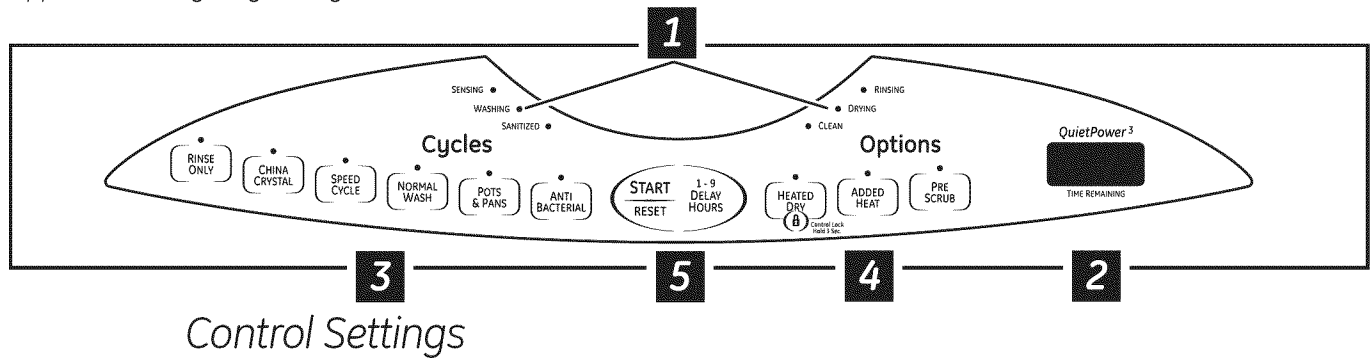 1
SENSING
WASHING
SANITIZED
RINSING
DRYING
CLEAN
Cycles
Options
QuietPower 3
TIME REMAINING
RINSE
ONLY
CHINA
CRYSTAL
SPEED
CYCLE
NORMAL
WASH
POTS
& PANS
ANTI
BACTERIAL
START
RESET
1 - 9
DELAY
HOURS
HEATED
DRY
Control Lock
Hold 3 Sec.
ADDED
HEAT
PRE
SCRUB
3
5
4
2
Control Settings